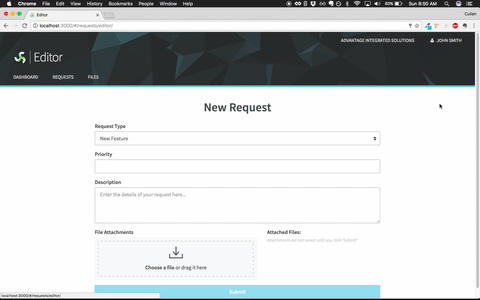 Chrome File Edit View History Bookmarks People Window Help
63% Sun 8:50 AM
Editor
Cullen
localhost:3000/#/requests/editor/
ADVANTAGE INTEGRATED SOLUTIONS JOHN SMITH
Editor
DASHBOARD REQUESTS FILES
New Request
Request Type
New Feature
Priority
Description
Enter the details of your request here...
File Attachments
Attached Files:
Attachments are not saved until you click "Submit"
Choose a file or drag it here
Submit
localhost:3000/#/requests/editor/